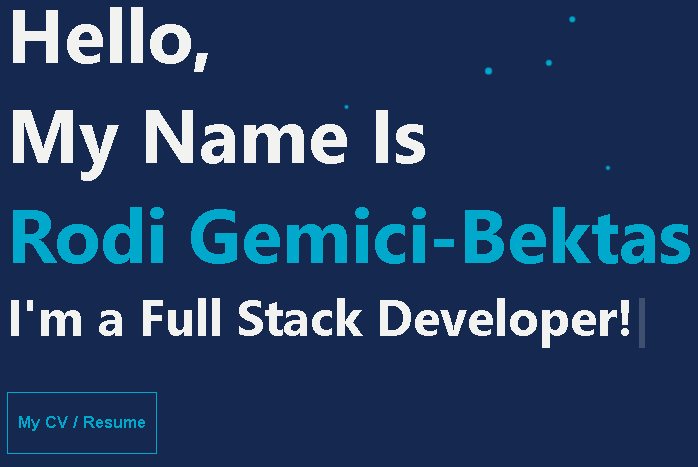 Hello,
My Name Is
Rodi Gemici-Bektas
I'm a Full Stack Developer!
My CV / Resume